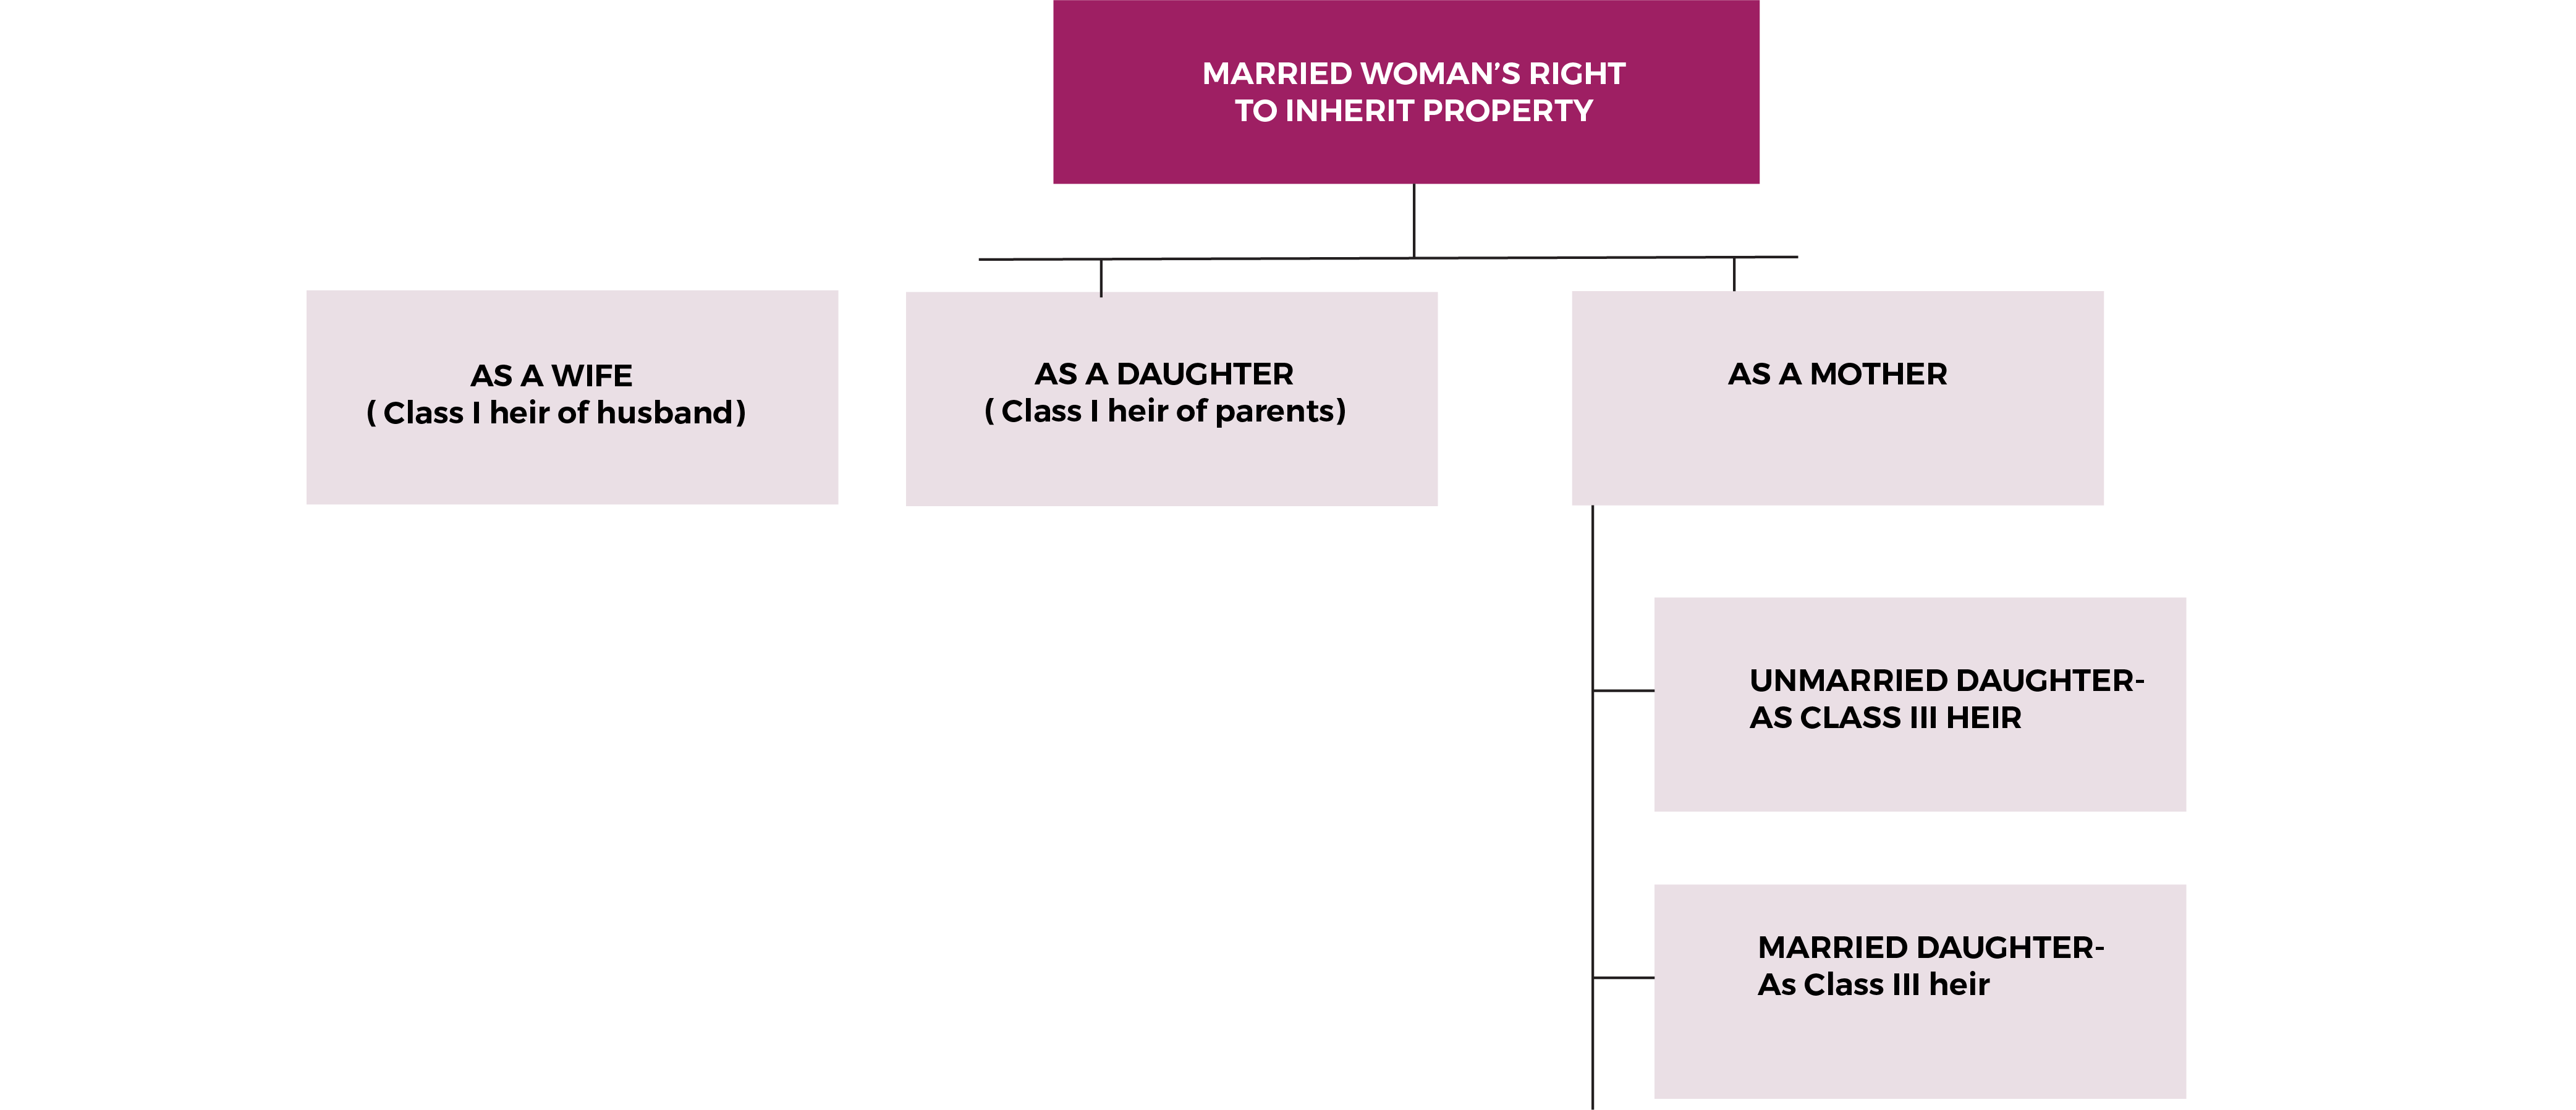 MARRIED WOMAN’S RIGHT
TO INHERIT PROPERTY
AS A WIFE
( Class I heir of husband)
AS A DAUGHTER
( Class I heir of parents)
AS A MOTHER
UNMARRIED DAUGHTER-
AS CLASS III HEIR
MARRIED DAUGHTER-
As Class III heir